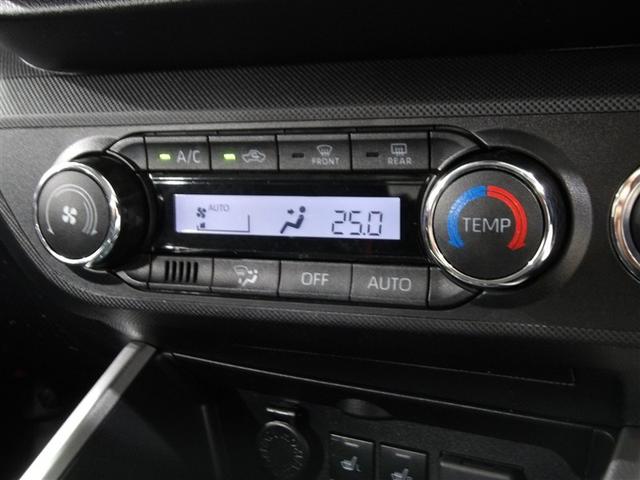 A/C FRONT REAR
AUTO
25.0
TEMP
OFF AUTO